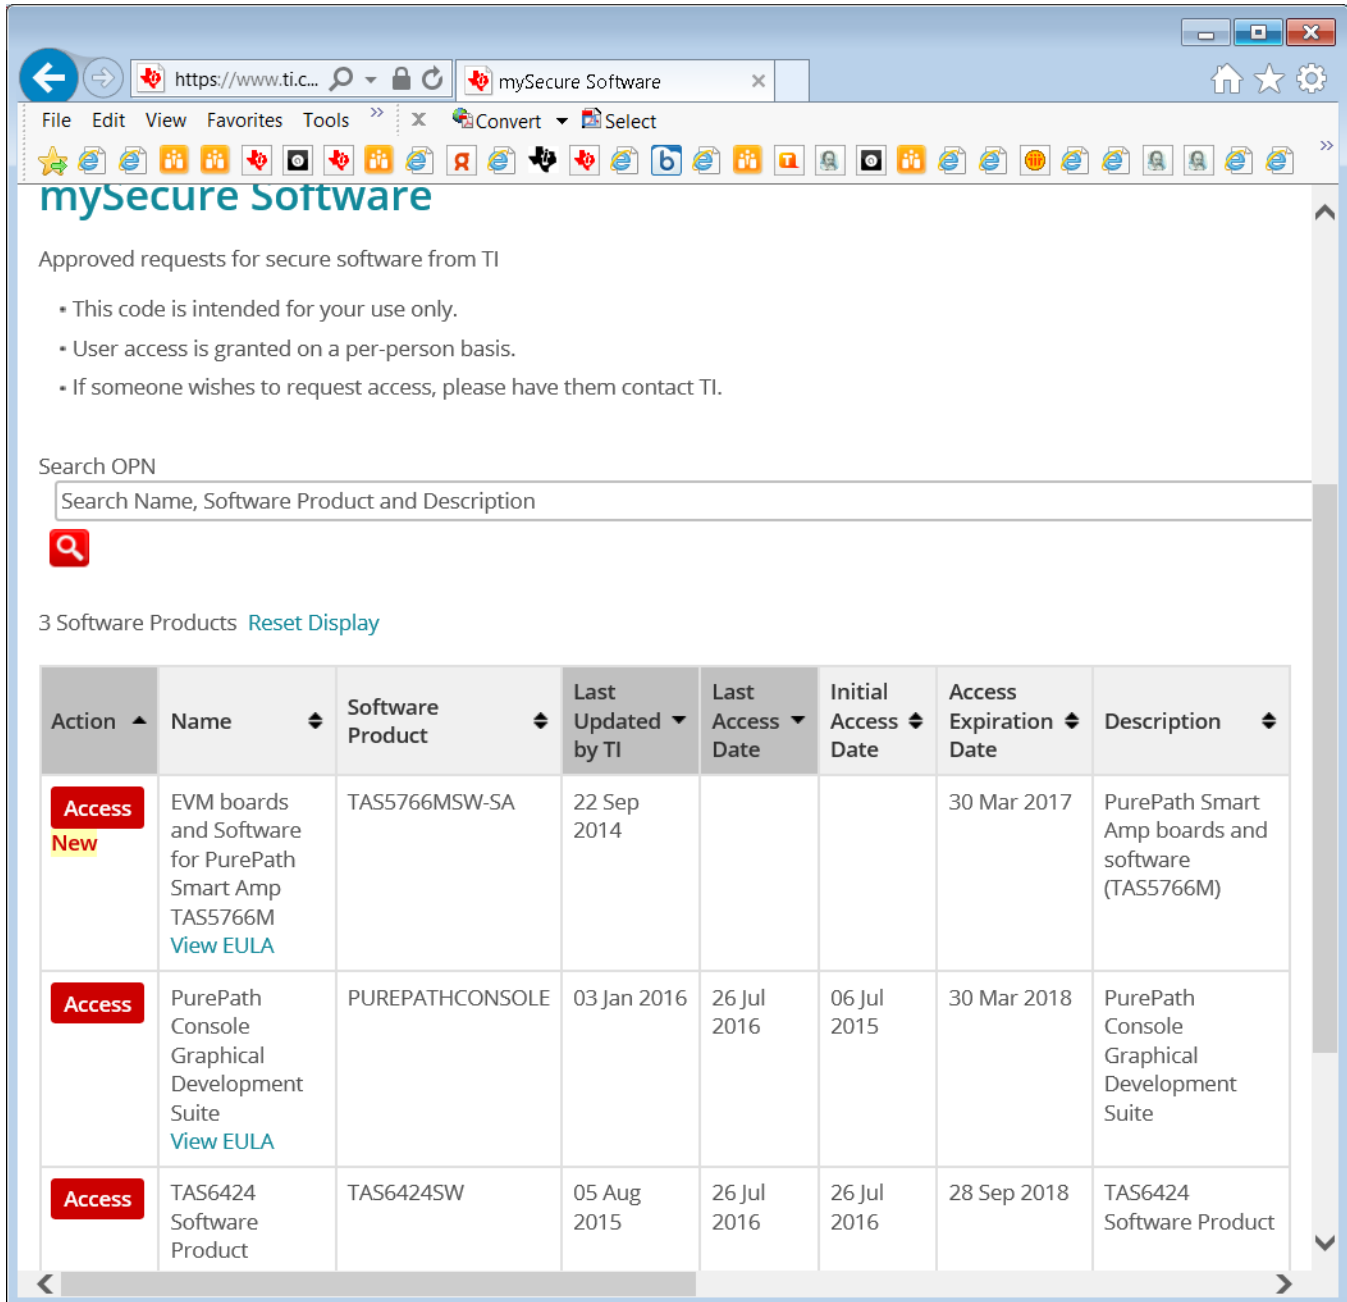 https://www.ti.c...
mySecure Software
File Edit View Favorites Tools » x Convert Select
»
mySecure Software
Approved requests for secure software from TI
• This code is intended for your use only.
• User access is granted on a per-person basis.
• If someone wishes to request access, please have them contact TI.
Search OPN
Search Name, Software Product and Description
3 Software Products Reset Display
Action Name Software Product Last Updated by TI Last Access Date Initial Access Date Access Expiration Date Description
Access
New
EVM boards
and Software
for PurePath
Smart Amp
TAS5766M
View EULA
TAS5766MSW-SA
22 Sep
2014
30 Mar 2017
PurePath Smart
Amp boards and
software
(TAS5766M)
Access
PurePath
Console
Graphical
Development
Suite
View EULA
PUREPATHCONSOLE
03 Jan 2016
26 Jul
2016
06 Jul
2015
30 Mar 2018
PurePath
Console
Graphical
Development
Suite
Access
TAS6424
Software
Product
TAS6424SW
05 Aug
2015
26 Jul
2016
26 Jul
2016
28 Sep 2018
TAS6424
Software Product